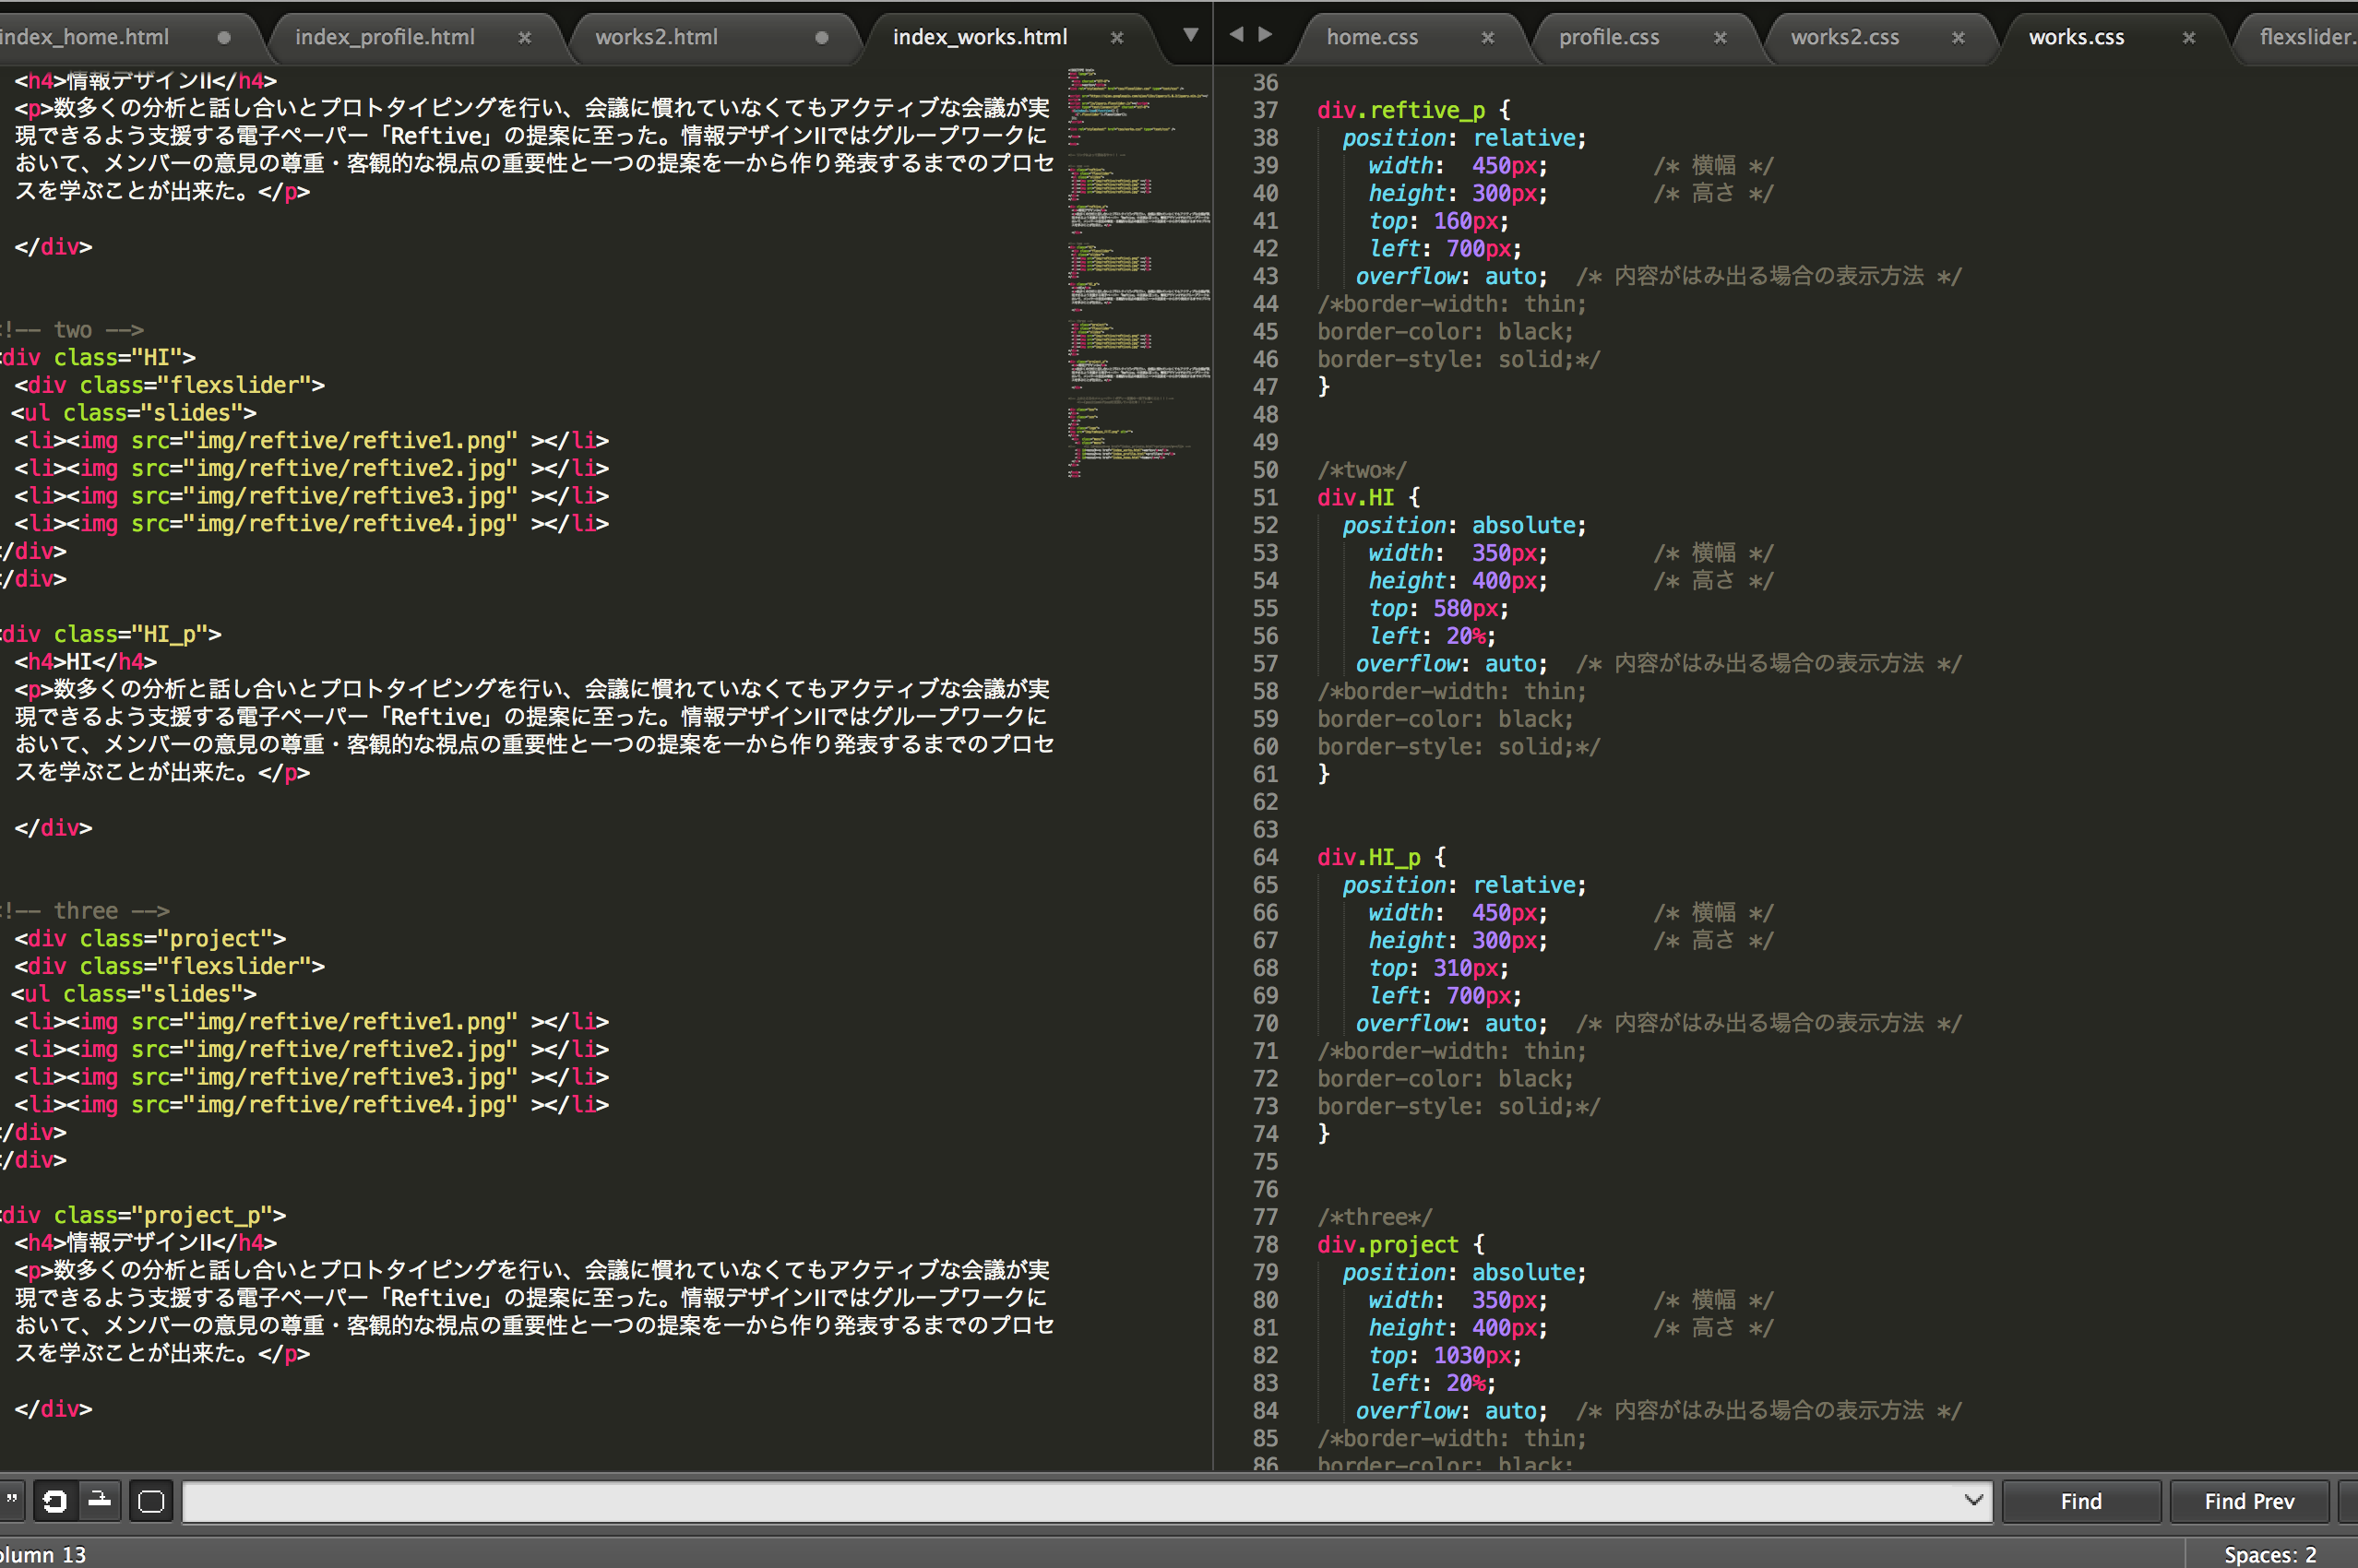 index_home.html
index_profile.html
works2.html
index_works.html
home.css
profile.css
works2.css
works.css
flexslider.
<h4>情報デザインII</h4>
<p>数多くの分析と話し合いとプロトタイピングを行い、会議に慣れていなくてもアクティブな会議が実
現できるよう支援する電子ペーパー「Reftive」の提案に至った。情報デザインIIではグループワークに
おいて、メンバーの意見の尊重・客観的な視点の重要性と一つの提案を一から作り発表するまでのプロセ
スを学ぶことが出来た。</p>
</div>
<!-- two -->
<div class="HI">
<div class="flexslider">
<ul class="slides">
<li><img src="img/reftive/reftive1.png" ></li>
<li><img src="img/reftive/reftive2.jpg" ></li>
<li><img src="img/reftive/reftive3.jpg" ></li>
<li><img src="img/reftive/reftive4.jpg" ></li>
</div>
</div>
<div class="HI_p">
<h4>HI</h4>
<p>数多くの分析と話し合いとプロトタイピングを行い、会議に慣れていなくてもアクティブな会議が実
現できるよう支援する電子ペーパー「Reftive」の提案に至った。情報デザインIIではグループワークに
おいて、メンバーの意見の尊重・客観的な視点の重要性と一つの提案を一から作り発表するまでのプロセ
スを学ぶことが出来た。</p>
</div>
<!-- three -->
<div class="project">
<div class="flexslider">
<ul class="slides">
<li><img src="img/reftive/reftive1.png" ></li>
<li><img src="img/reftive/reftive2.jpg" ></li>
<li><img src="img/reftive/reftive3.jpg" ></li>
<li><img src="img/reftive/reftive4.jpg" ></li>
</div>
</div>
<div class="project_p">
<h4>情報デザインII</h4>
<p>数多くの分析と話し合いとプロトタイピングを行い、会議に慣れていなくてもアクティブな会議が実
現できるよう支援する電子ペーパー「Reftive」の提案に至った。情報デザインIIではグループワークに
おいて、メンバーの意見の尊重・客観的な視点の重要性と一つの提案を一から作り発表するまでのプロセ
スを学ぶことが出来た。</p>
</div>
36
37 div.reftive_p {
38 position: relative;
39 width: 450px; /* 横幅 */
40 height: 300px; /* 高さ */
41 top: 160px;
42 left: 700px;
43 overflow: auto; /* 内容がはみ出る場合の表示方法 */
44 /*border-width: thin;
45 border-color: black;
46 border-style: solid;*/
47 }
48
49
50 /*two*/
51 div.HI {
52 position: absolute;
53 width: 350px; /* 横幅 */
54 height: 400px; /* 高さ */
55 top: 580px;
56 left: 20%;
57 overflow: auto; /* 内容がはみ出る場合の表示方法 */
58 /*border-width: thin;
59 border-color: black;
60 border-style: solid;*/
61 }
62
63
64 div.HI_p {
65 position: relative;
66 width: 450px; /* 横幅 */
67 height: 300px; /* 高さ */
68 top: 310px;
69 left: 700px;
70 overflow: auto; /* 内容がはみ出る場合の表示方法 */
71 /*border-width: thin;
72 border-color: black;
73 border-style: solid;*/
74 }
75
76
77 /*three*/
78 div.project {
79 position: absolute;
80 width: 350px; /* 横幅 */
81 height: 400px; /* 高さ */
82 top: 1030px;
83 left: 20%;
84 overflow: auto; /* 内容がはみ出る場合の表示方法 */
85 /*border-width: thin;
86 border-color: black;
Find
Find Prev
olumn 13
Spaces: 2